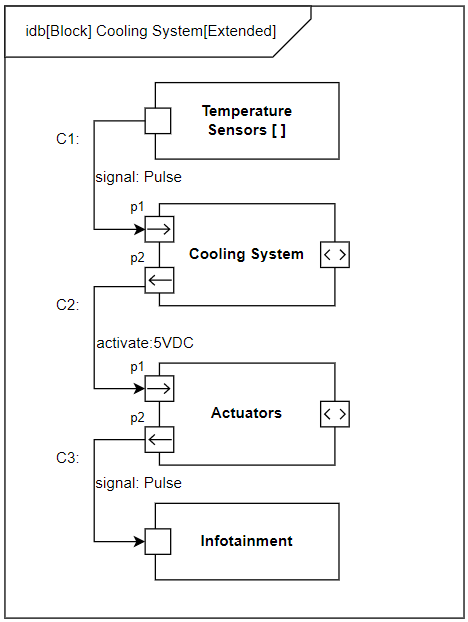 idb[Block] Cooling System[Extended]
Temperature
Sensors [ ]
C1:
signal: Pulse
p1
Cooling System
< >
p2
C2:
activate:5VDC
p1
Actuators
< >
p2
C3:
signal: Pulse
Infotainment